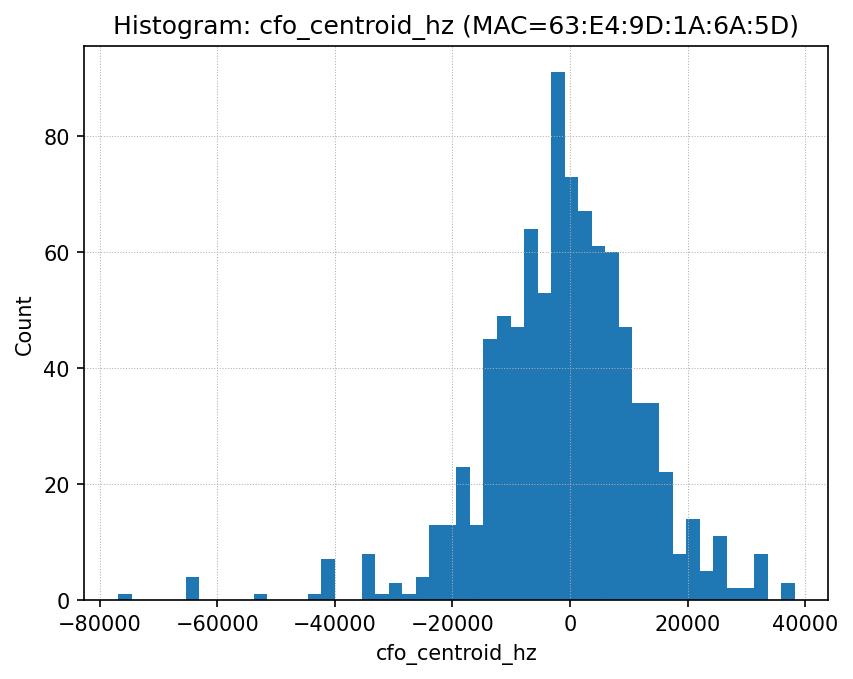 Histogram: cfo_centroid_hz (MAC=63:E4:9D:1A:6A:5D)
Count
80
60
40
20
0
−80000 −60000 −40000 −20000 0 20000 40000
cfo_centroid_hz